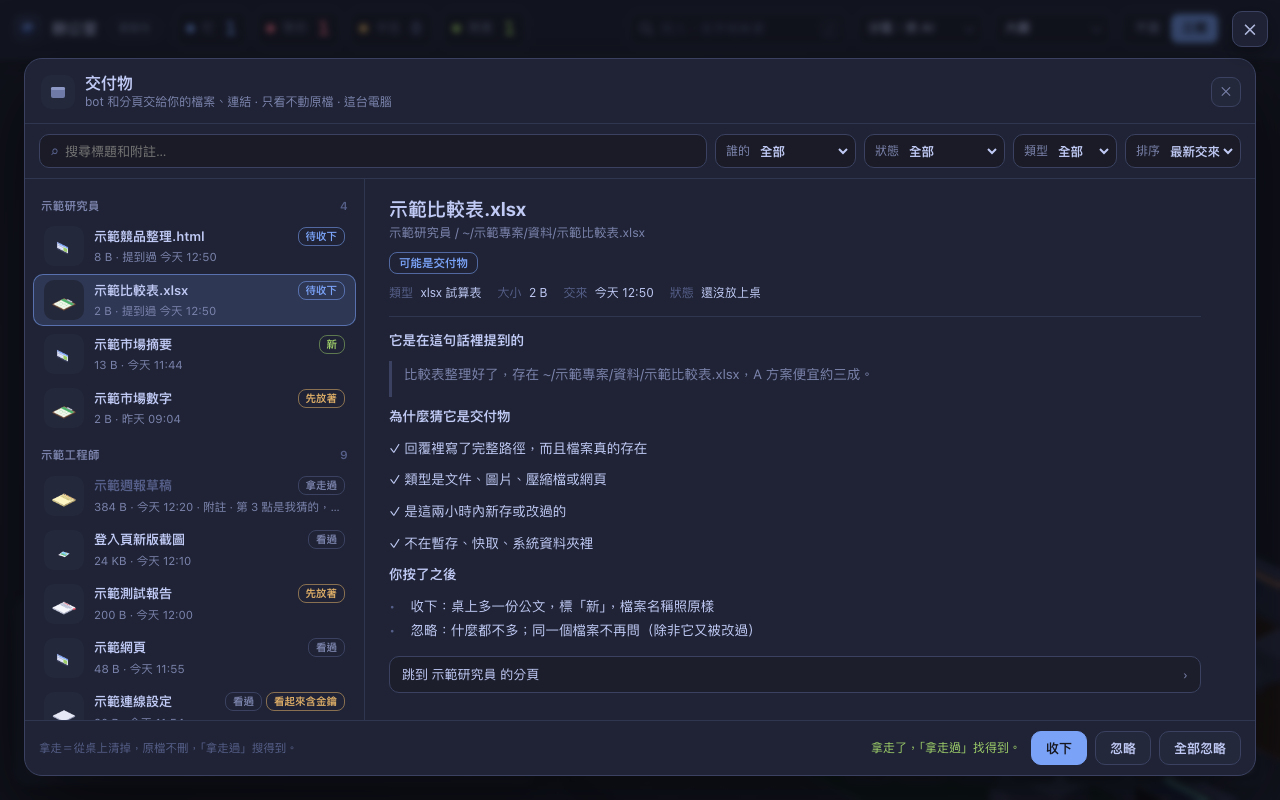 交付物
bot 和分頁交給你的檔案、連結 · 只看不動原檔 · 這台電腦
搜尋標題和附註…
誰的 全部
狀態 全部
類型 全部
排序 最新交來
示範研究員 4
示範競品整理.html 待收下
8 B · 提到過 今天 12:50
示範比較表.xlsx 待收下
2 B · 提到過 今天 12:50
示範市場摘要 新
13 B · 今天 11:44
示範市場數字 先放著
2 B · 昨天 09:04
示範工程師 9
示範週報草稿 拿走過
384 B · 今天 12:20 · 附註 · 第 3 點是我猜的，…
登入頁新版截圖 看過
24 KB · 今天 12:10
示範測試報告 先放著
200 B · 今天 12:00
示範網頁 看過
48 B · 今天 11:55
示範連線設定 看過 看起來含金鑰
示範比較表.xlsx
示範研究員 / ~/示範專案/資料/示範比較表.xlsx
可能是交付物
類型 xlsx 試算表 大小 2 B 交來 今天 12:50 狀態 還沒放上桌
它是在這句話裡提到的
比較表整理好了，存在 ~/示範專案/資料/示範比較表.xlsx，A 方案便宜約三成。
為什麼猜它是交付物
✓ 回覆裡寫了完整路徑，而且檔案真的存在
✓ 類型是文件、圖片、壓縮檔或網頁
✓ 是這兩小時內新存或改過的
✓ 不在暫存、快取、系統資料夾裡
你按了之後
· 收下：桌上多一份公文，標「新」，檔案名稱照原樣
· 忽略：什麼都不多；同一個檔案不再問（除非它又被改過）
跳到 示範研究員 的分頁 ›
拿走＝從桌上清掉，原檔不刪，「拿走過」搜得到。
拿走了，「拿走過」找得到。
收下
忽略
全部忽略